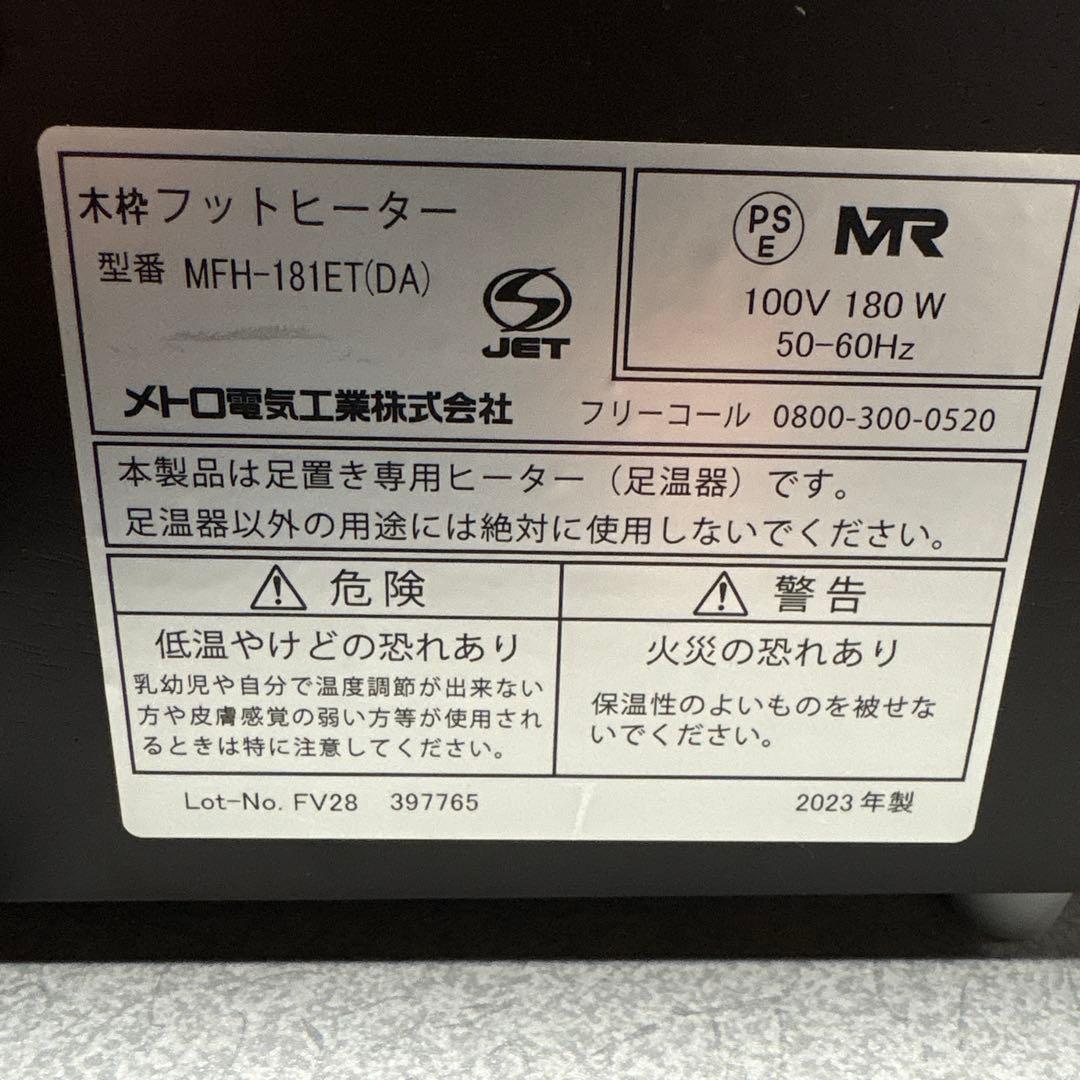 木枠フットヒーター
型番 MFH-181ET(DA)
JET
PSE MTR
100V 180 W
50-60Hz
メトロ電気工業株式会社 フリーコール 0800-300-0520
本製品は足置き専用ヒーター（足温器）です。
足温器以外の用途には絶対に使用しないでください。
危険
低温やけどの恐れあり
乳幼児や自分で温度調節が出来ない
方や皮膚感覚の弱い方等が使用され
るときは特に注意してください。
警告
火災の恐れあり
保温性のよいものを被せな
いでください。
Lot-No. FV28 397765 2023 年製